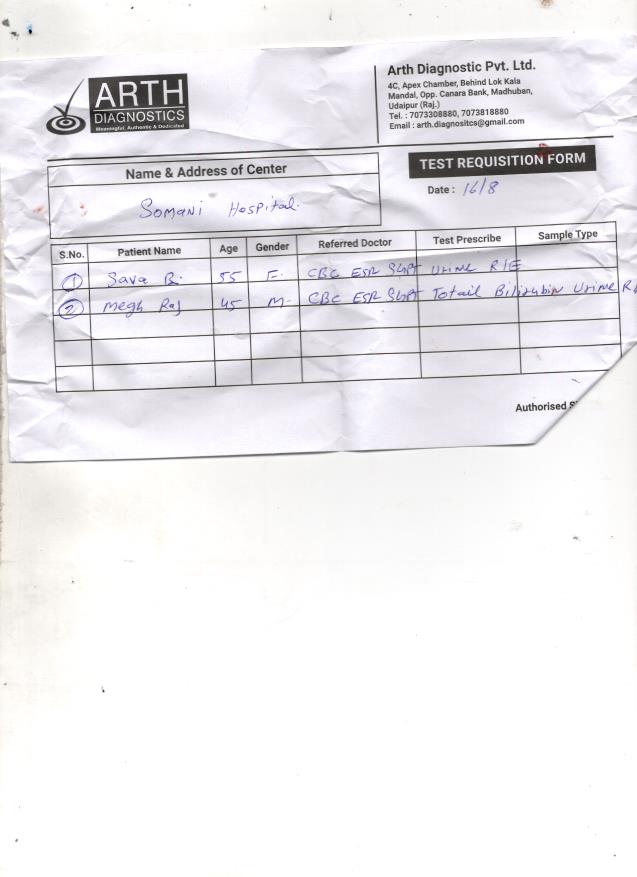 ARTH
DIAGNOSTICS
Meaningful, Authentic & Dedicated
Arth Diagnostic Pvt. Ltd.
4C, Apex Chamber, Behind Lok Kala
Mandal, Opp. Canara Bank, Madhuban,
Udaipur (Raj.)
Tel. : 7073308880, 7073818880
Email : arth.diagnositcs@gmail.com
Name & Address of Center
TEST REQUISITION FORM
Somani Hospital.
Date : 16/8
S.No. Patient Name Age Gender Referred Doctor Test Prescribe Sample Type
1 Sava B. 55 F. CBC ESR SGPT Urine R/E
2 Megh Raj 45 M- CBC ESR SGPT Totail Bilirubin Urine R/
Authorised